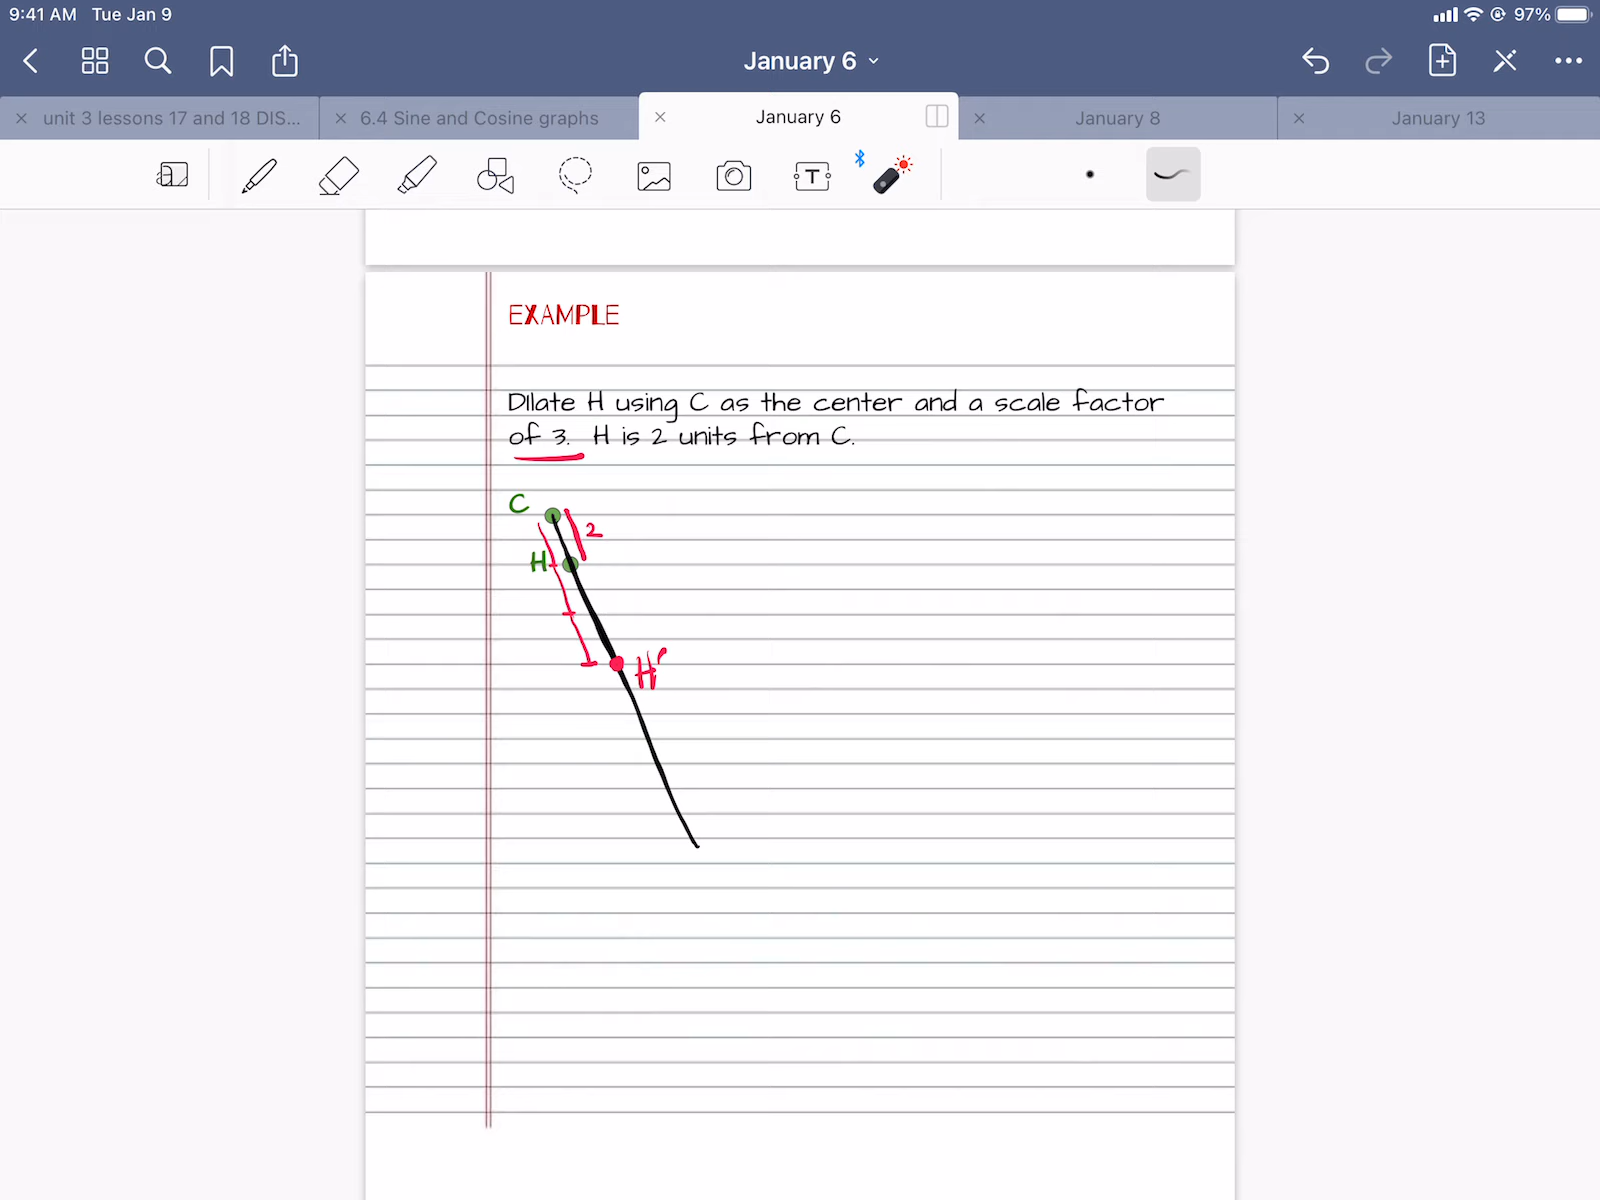 9:41 AM Tue Jan 9 97%
January 6
unit 3 lessons 17 and 18 DIS... 6.4 Sine and Cosine graphs January 6 January 8 January 13
T
EXAMPLE
Dilate H using C as the center and a scale factor
of 3. H is 2 units from C.
C
2
H
H'